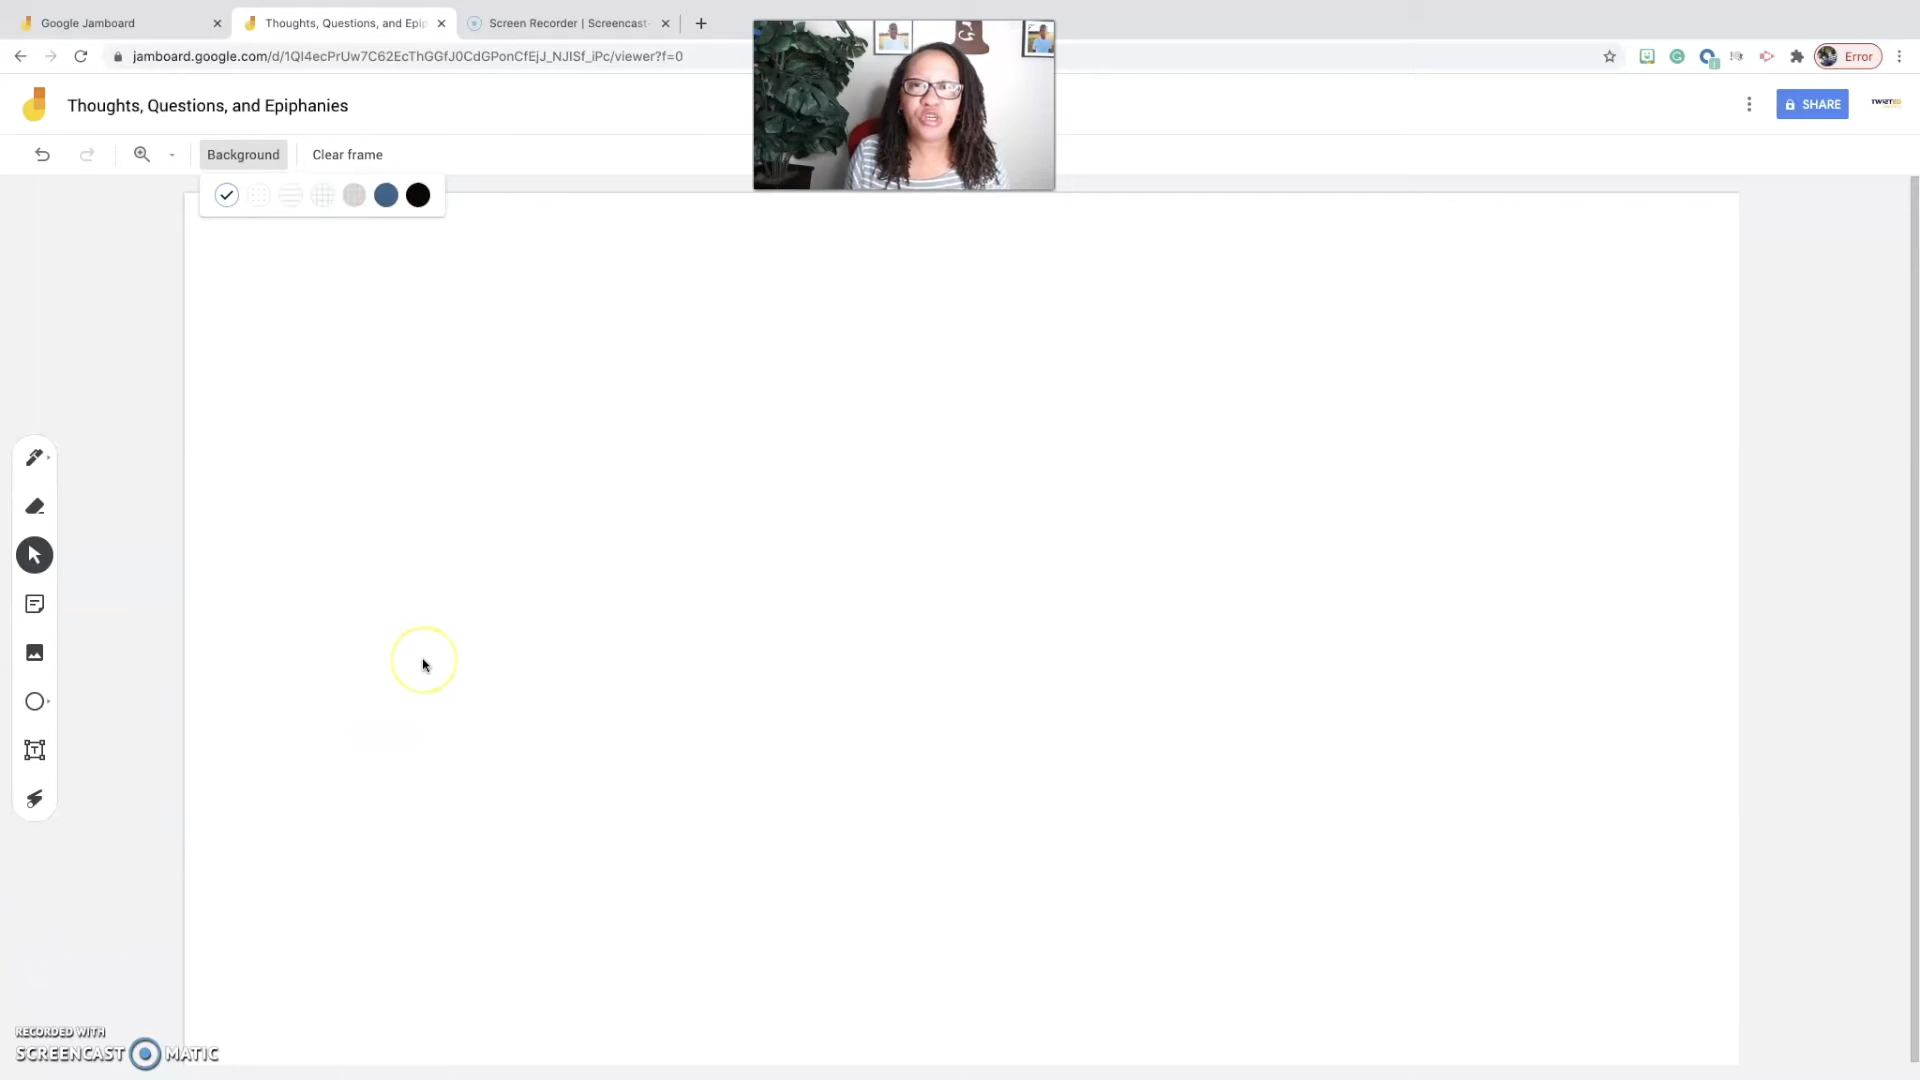 Google Jamboard
Thoughts, Questions, and Epip
Screen Recorder | Screencast-
jamboard.google.com/d/1QI4ecPrUw7C62EcThGGfJ0CdGPonCfEjJ_NJISf_iPc/viewer?f=0
Error
Thoughts, Questions, and Epiphanies
SHARE
Background
Clear frame
RECORDED WITH
SCREENCAST MATIC